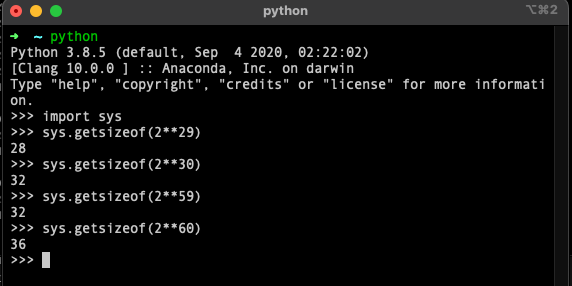 python
⌥⌘2
➜  ~ python
Python 3.8.5 (default, Sep  4 2020, 02:22:02)
[Clang 10.0.0 ] :: Anaconda, Inc. on darwin
Type "help", "copyright", "credits" or "license" for more informati
on.
>>> import sys
>>> sys.getsizeof(2**29)
28
>>> sys.getsizeof(2**30)
32
>>> sys.getsizeof(2**59)
32
>>> sys.getsizeof(2**60)
36
>>>